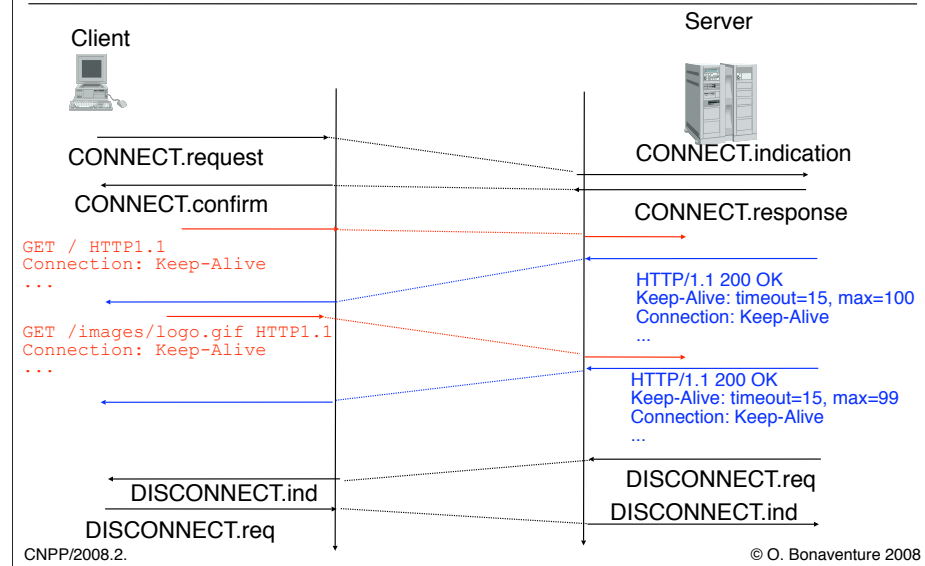 Client
Server
CONNECT.request
CONNECT.indication
CONNECT.confirm
CONNECT.response
GET / HTTP1.1
Connection: Keep-Alive
...
HTTP/1.1 200 OK
Keep-Alive: timeout=15, max=100
Connection: Keep-Alive
...
GET /images/logo.gif HTTP1.1
Connection: Keep-Alive
...
HTTP/1.1 200 OK
Keep-Alive: timeout=15, max=99
Connection: Keep-Alive
...
DISCONNECT.req
DISCONNECT.ind
DISCONNECT.ind
DISCONNECT.req
CNPP/2008.2.
© O. Bonaventure 2008